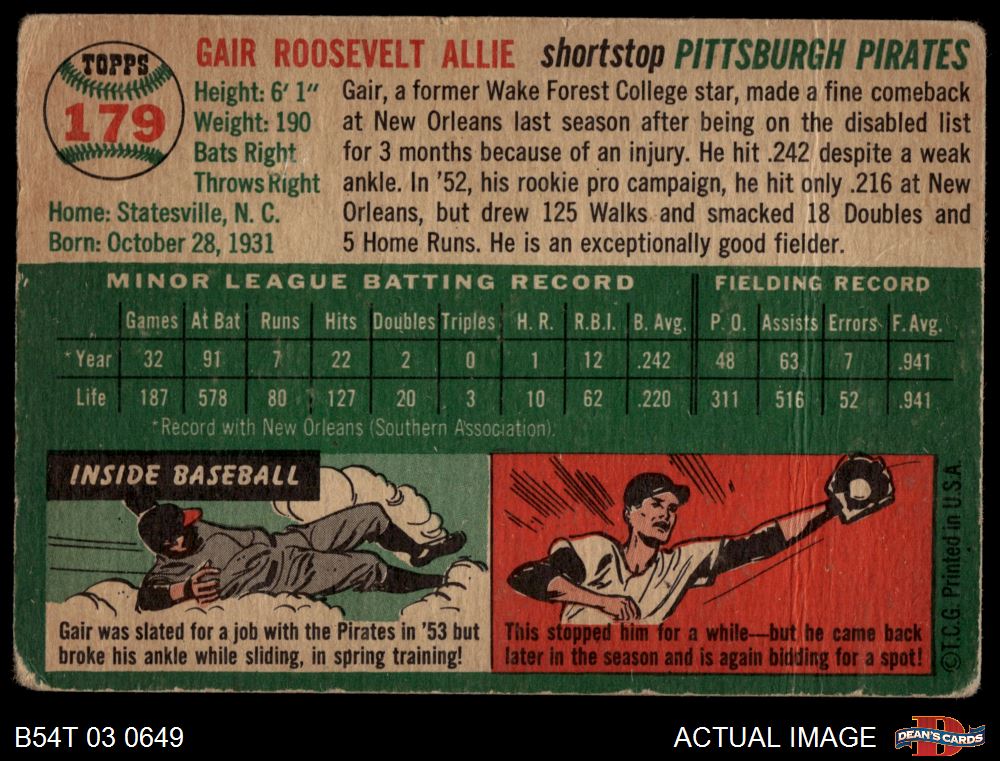 TOPPS
179
GAIR ROOSEVELT ALLIE shortstop PITTSBURGH PIRATES
Height: 6' 1"
Weight: 190
Bats Right
Throws Right
Home: Statesville, N. C.
Born: October 28, 1931
Gair, a former Wake Forest College star, made a fine comeback
at New Orleans last season after being on the disabled list
for 3 months because of an injury. He hit .242 despite a weak
ankle. In '52, his rookie pro campaign, he hit only .216 at New
Orleans, but drew 125 Walks and smacked 18 Doubles and
5 Home Runs. He is an exceptionally good fielder.
MINOR LEAGUE BATTING RECORD FIELDING RECORD
Games At Bat Runs Hits Doubles Triples H. R. R.B.I. B. Avg. P. O. Assists Errors F. Avg.
*Year 32 91 7 22 2 0 1 12 .242 48 63 7 .941
Life 187 578 80 127 20 3 10 62 .220 311 516 52 .941
*Record with New Orleans (Southern Association).
INSIDE BASEBALL
Gair was slated for a job with the Pirates in '53 but
broke his ankle while sliding, in spring training!
This stopped him for a while—but he came back
later in the season and is again bidding for a spot!
©T.C.G. Printed in U.S.A.
B54T 03 0649
ACTUAL IMAGE
D
DEAN'S CARDS